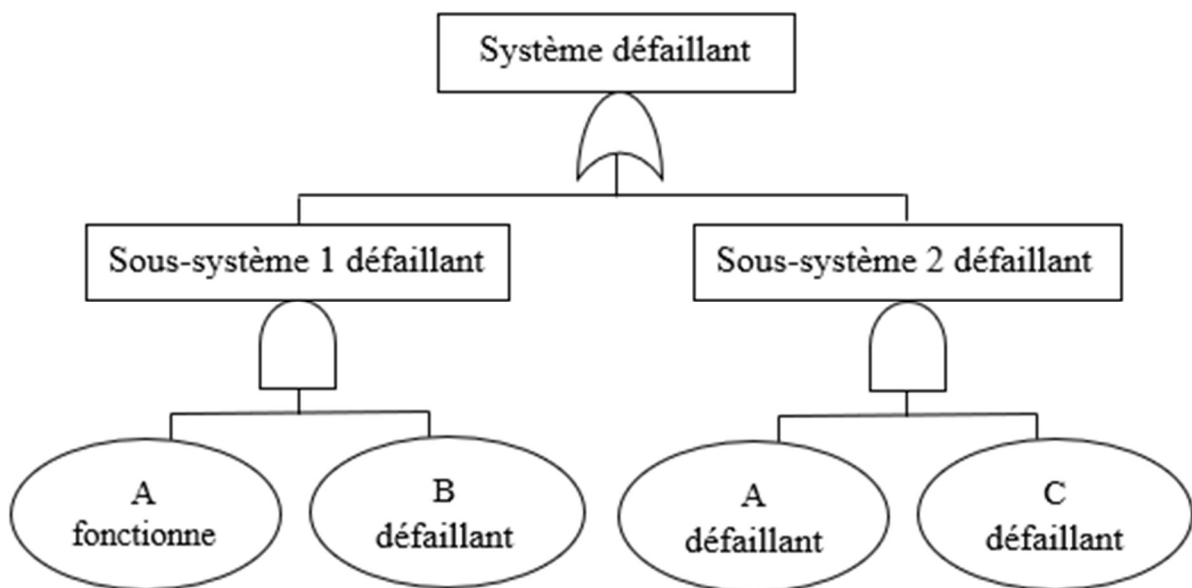 Système défaillant
Sous-système 1 défaillant
Sous-système 2 défaillant
A
fonctionne
B
défaillant
A
défaillant
C
défaillant